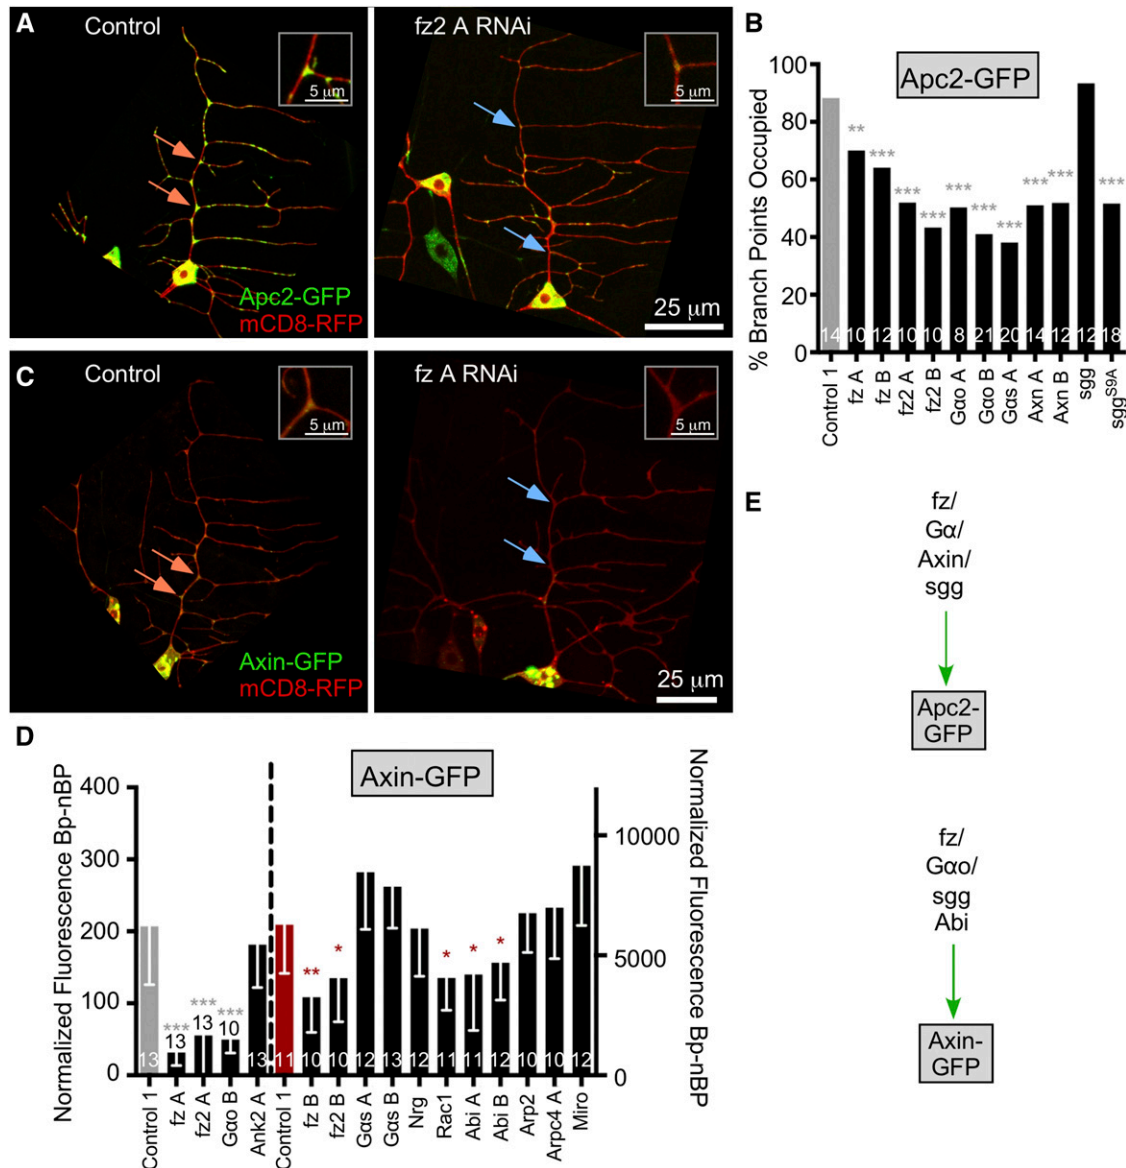 A
Control
5 µm
Apc2-GFP
mCD8-RFP
fz2 A RNAi
5 µm
25 µm
B
Apc2-GFP
% Branch Points Occupied
100
80
60
40
20
0
** *** *** *** *** *** *** *** *** ***
14 10 12 10 10 8 21 20 14 12 12 18
Control 1
fz A
fz B
fz2 A
fz2 B
Gαo A
Gαo B
Gαs A
Axn A
Axn B
sgg
sgg^S9A
C
Control
5 µm
Axin-GFP
mCD8-RFP
fz A RNAi
5 µm
25 µm
D
Axin-GFP
Normalized Fluorescence Bp-nBP
400
300
200
100
0
*** *** *** ** * * * *
13 13 13 10 13 11 10 10 12 13 12 11 11 12 10 10 12
Control 1
fz A
fz2 A
Gαo B
Ank2 A
Control 1
fz B
fz2 B
Gαs A
Gαs B
Nrg
Rac1
Abi A
Abi B
Arp2
Arpc4 A
Miro
10000
5000
0
Normalized Fluorescence Bp-nBP
E
fz/
Gα/
Axin/
sgg
Apc2-
GFP
fz/
Gαo/
sgg
Abi
Axin-
GFP